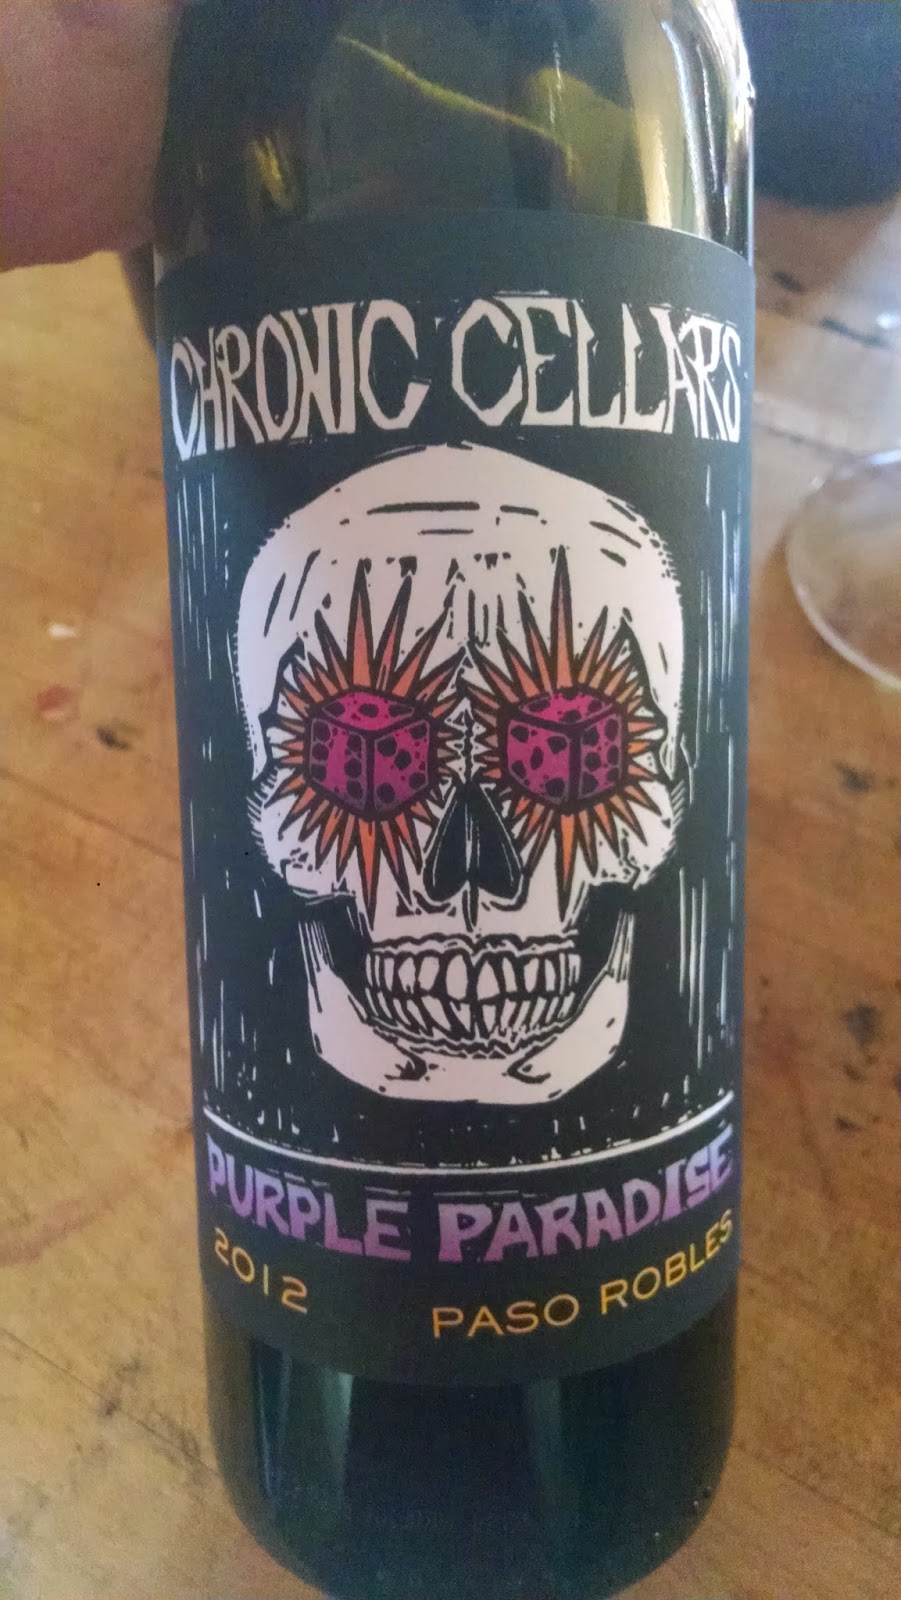 CHRONIC CELLARS
PURPLE PARADISE
2012 PASO ROBLES